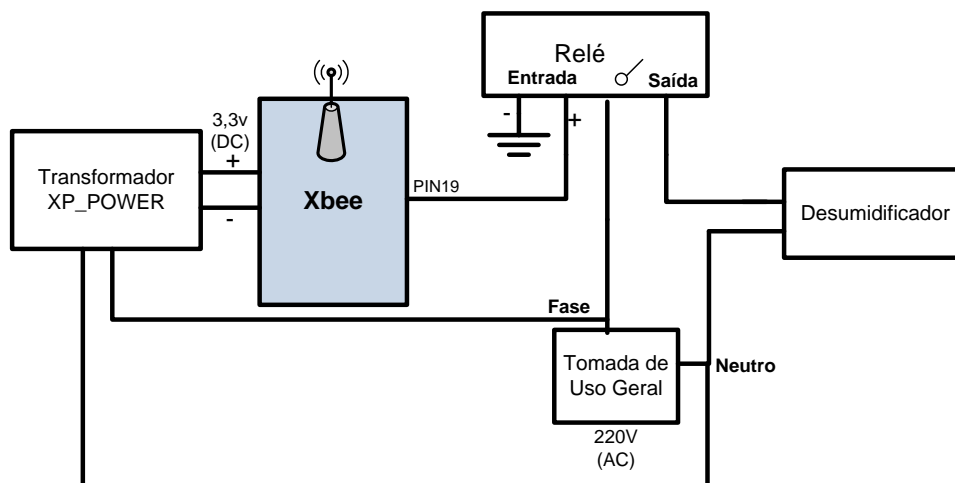 Relé
Entrada
Saída
-
+
3,3v
(DC)
+
-
Transformador
XP_POWER
Xbee
PIN19
Desumidificador
Fase
Tomada de
Uso Geral
Neutro
220V
(AC)